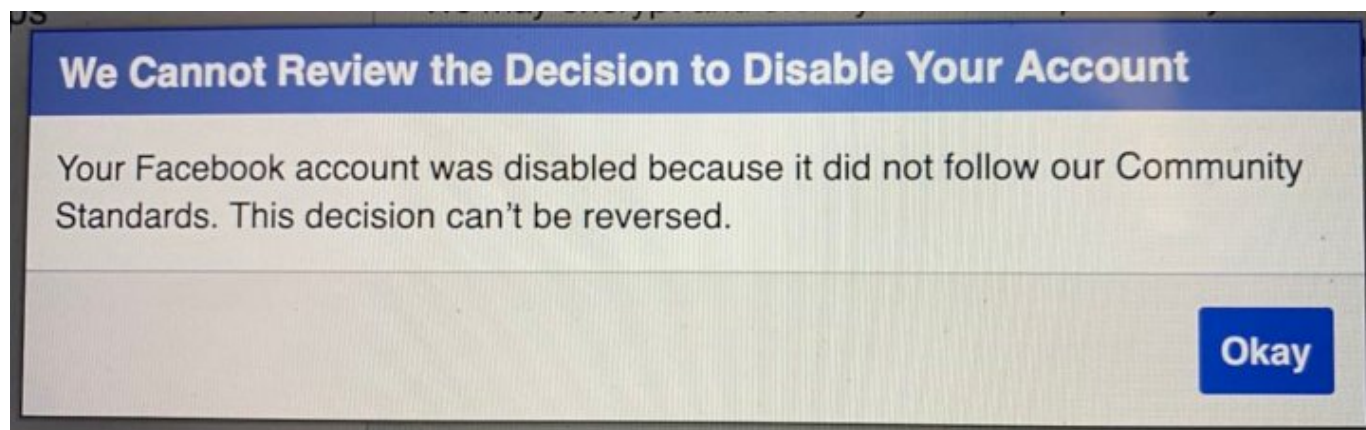 We Cannot Review the Decision to Disable Your Account
Your Facebook account was disabled because it did not follow our Community
Standards. This decision can't be reversed.
Okay